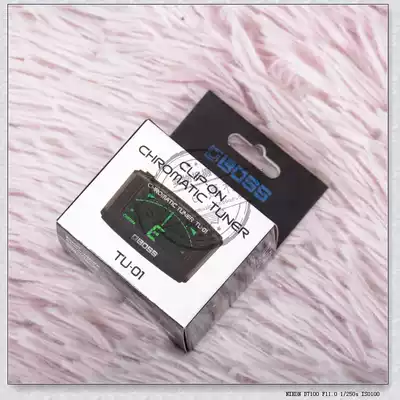 BOSS
CLIP-ON
CHROMATIC TUNER
CHROMATIC TUNER TU-01
E
BOSS
TU-01
NIKON D7100 F11.0 1/250s ISO100